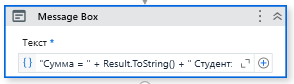 Message Box
Текст *
"Сумма = " + Result.ToString() + " Студент: